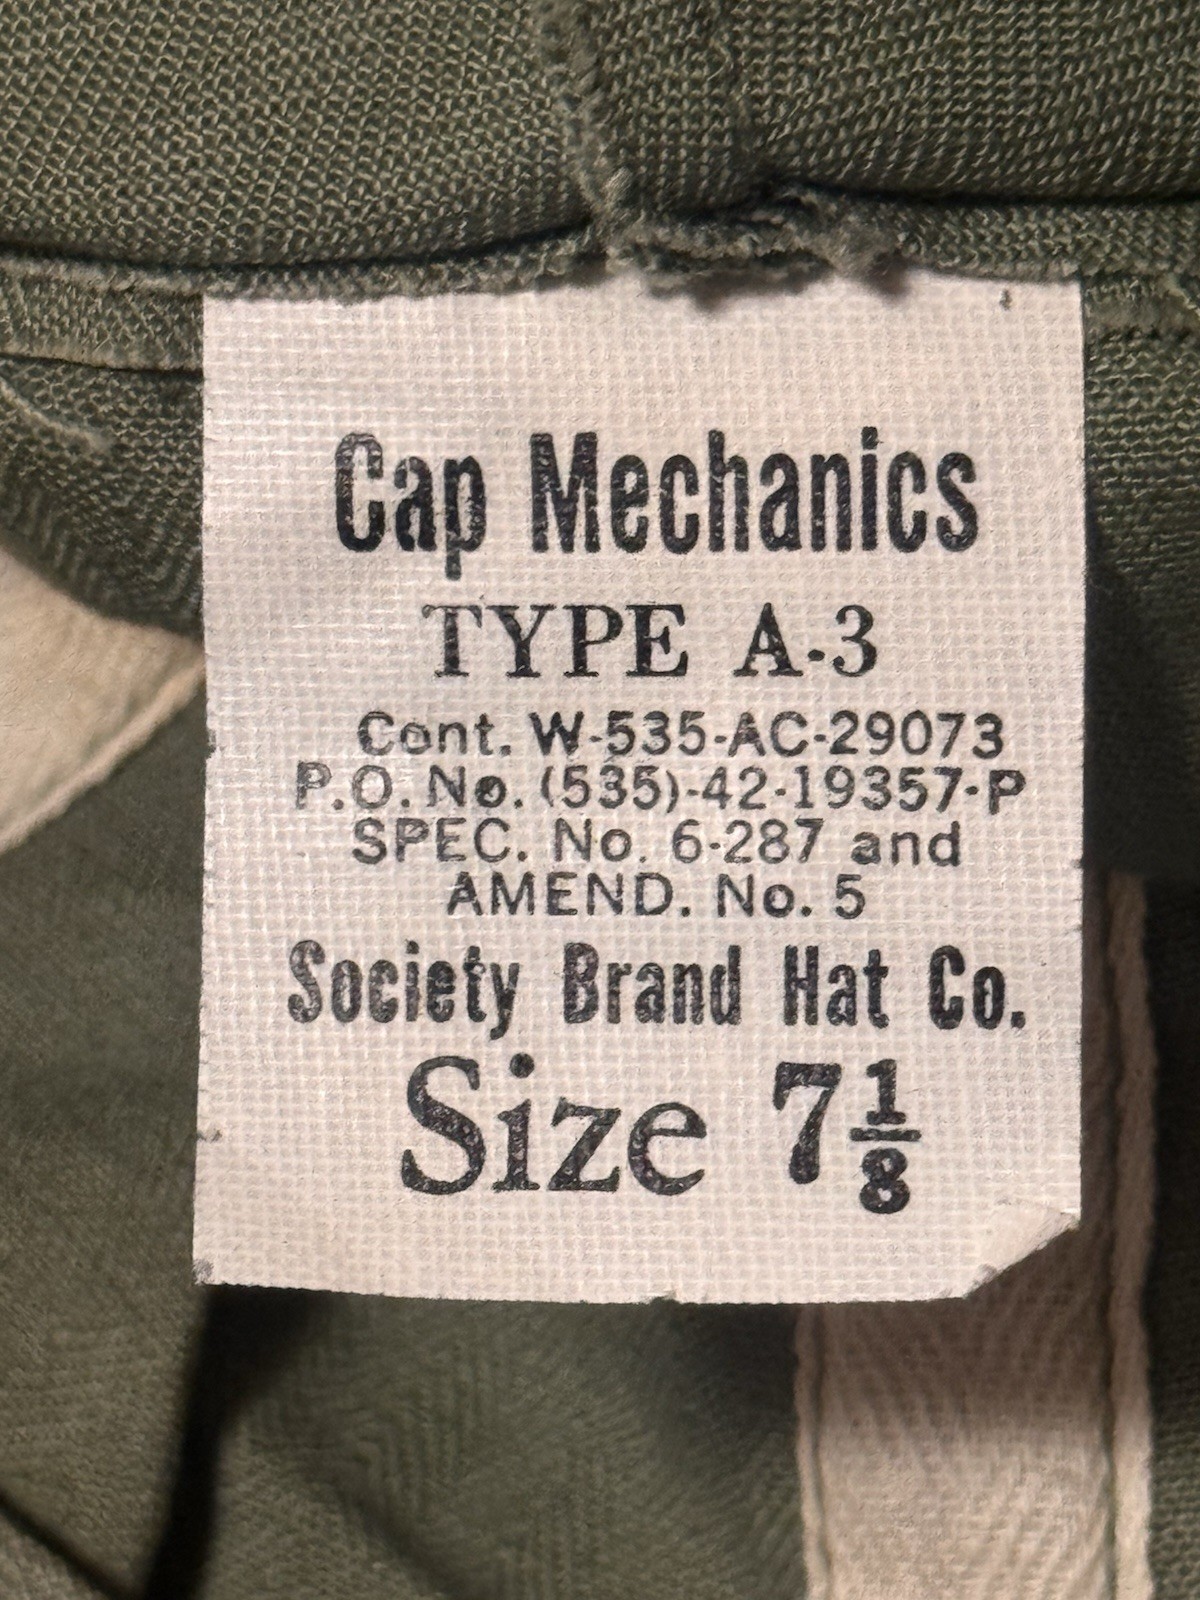 Cap Mechanics
TYPE A-3
Cont. W-535-AC-29073
P.O. No. (535)-42-19357-P
SPEC. No. 6-287 and
AMEND. No. 5
Society Brand Hat Co.
Size 7 1/8